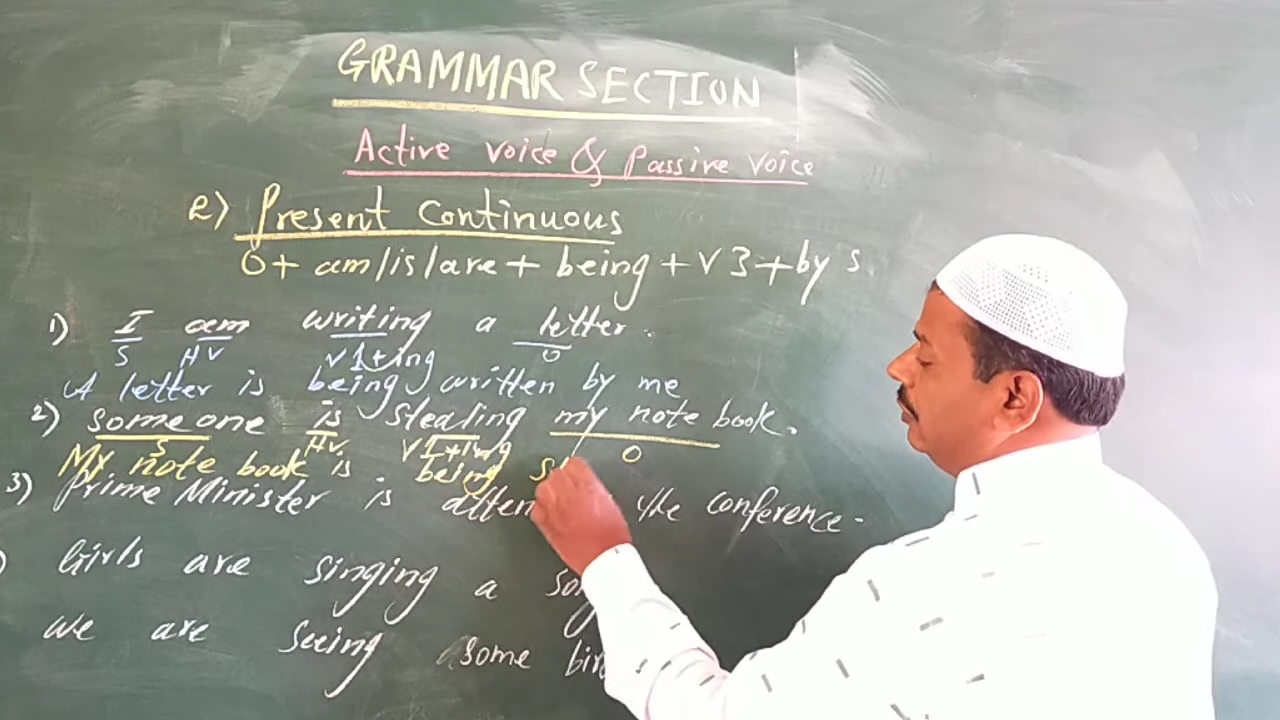 GRAMMAR SECTION
Active voice & Passive Voice
2) Present Continuous
O + am/is/are + being + V3 + by S
1) I am writing a letter.
S HV V1+ing O
A letter is being written by me
2) Someone is stealing my note book.
S HV V1+ing O
My note book is being
3) Prime Minister is the conference.
Girls are singing a
We are seeing some